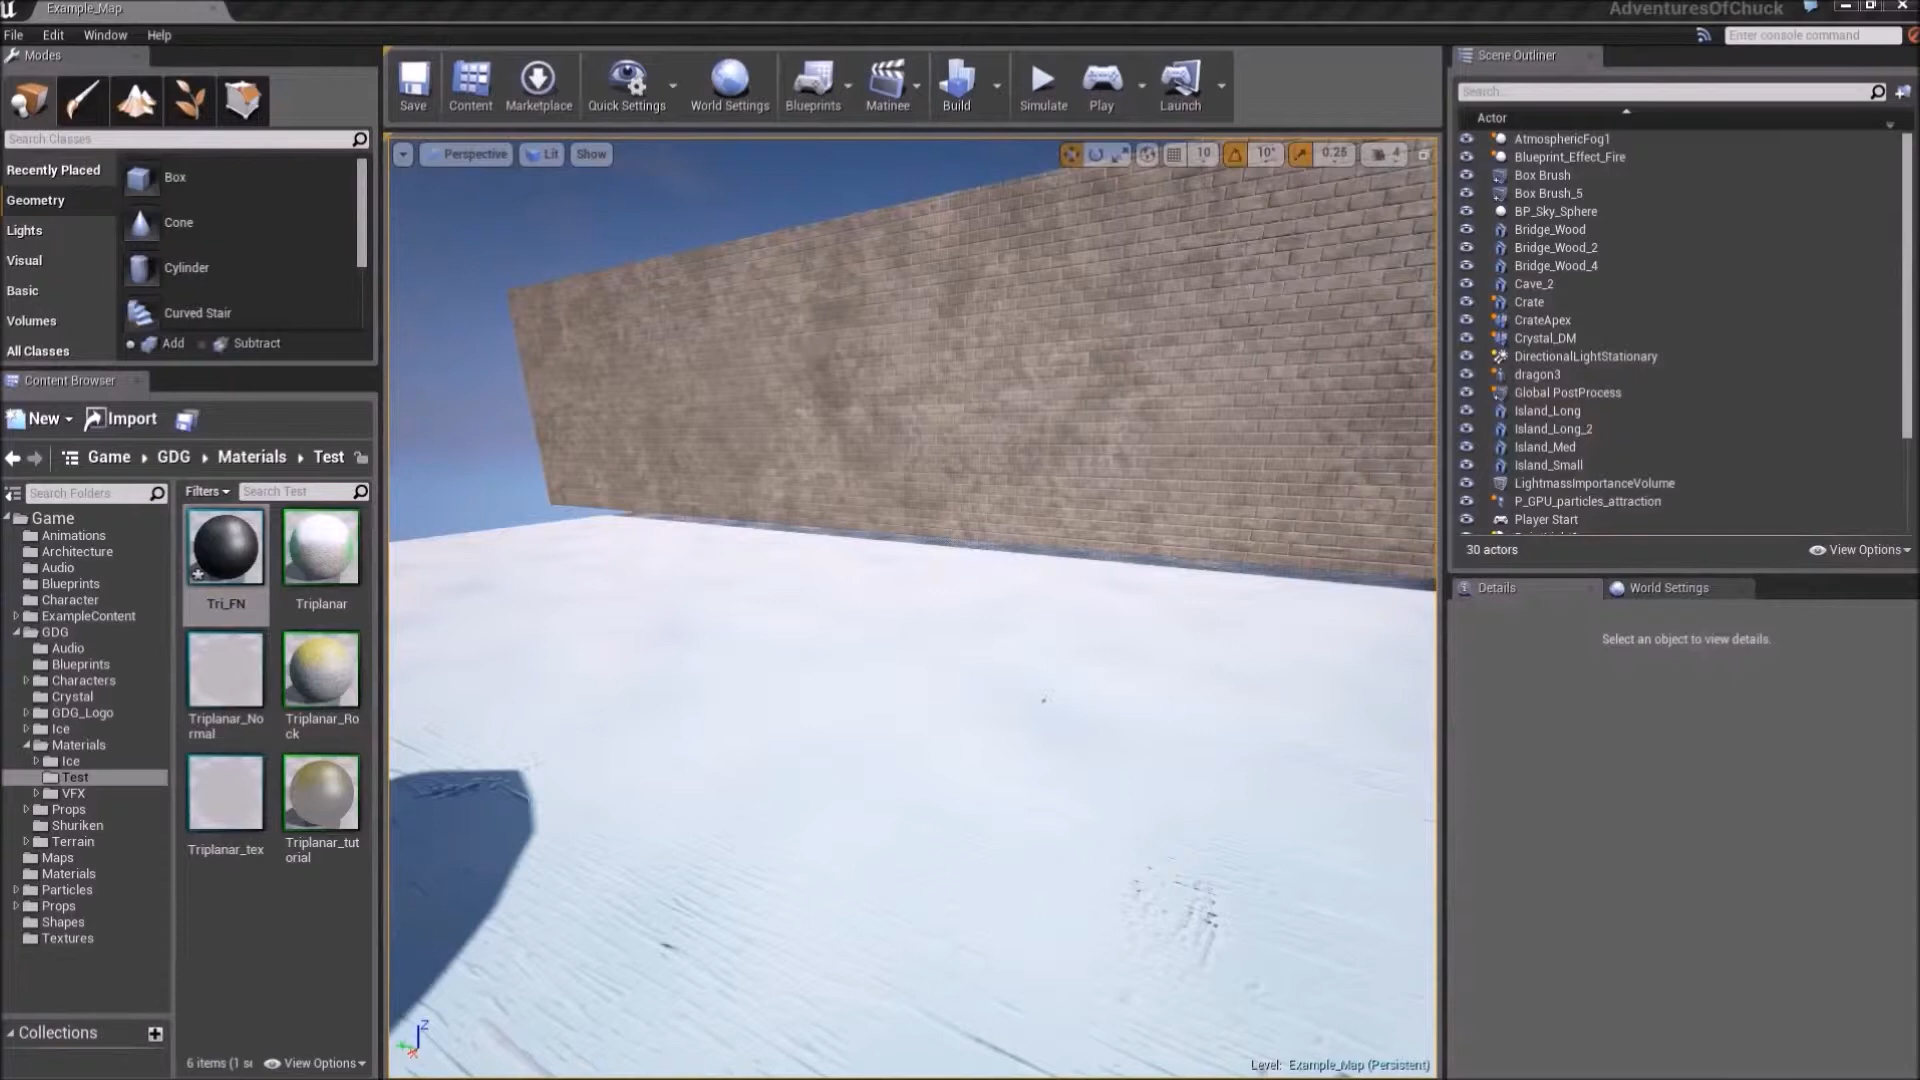 Example_Map
AdventuresOfChuck
File Edit Window Help
Enter console command
Modes
Search Classes
Recently Placed
Geometry
Lights
Visual
Basic
Volumes
All Classes
Box
Cone
Cylinder
Curved Stair
Add Subtract
Save Content Marketplace Quick Settings World Settings Blueprints Matinee Build Simulate Play Launch
Perspective Lit Show
10 10° 0.25 4
Content Browser
New Import
Game GDG Materials Test
Search Folders
Filters Search Test
Game
Animations
Architecture
Audio
Blueprints
Character
ExampleContent
GDG
Audio
Blueprints
Characters
Crystal
GDG_Logo
Ice
Materials
Ice
Test
VFX
Props
Shuriken
Terrain
Maps
Materials
Particles
Props
Shapes
Textures
Collections
Tri_FN
Triplanar
Triplanar_No
rmal
Triplanar_Ro
ck
Triplanar_tex
Triplanar_tut
orial
6 items (1 s View Options
Z
Level: Example_Map (Persistent)
Scene Outliner
Search...
Actor
AtmosphericFog1
Blueprint_Effect_Fire
Box Brush
Box Brush_5
BP_Sky_Sphere
Bridge_Wood
Bridge_Wood_2
Bridge_Wood_4
Cave_2
Crate
CrateApex
Crystal_DM
DirectionalLightStationary
dragon3
Global PostProcess
Island_Long
Island_Long_2
Island_Med
Island_Small
LightmassImportanceVolume
P_GPU_particles_attraction
Player Start
30 actors View Options
Details World Settings
Select an object to view details.